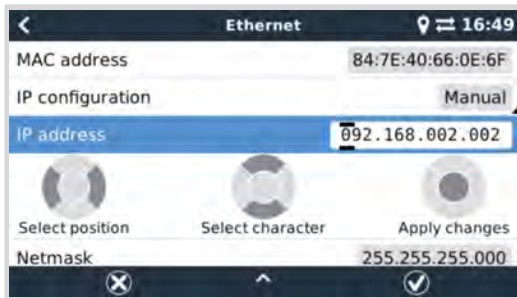 Ethernet 16:49
MAC address 84:7E:40:66:0E:6F
IP configuration Manual
IP address 092.168.002.002
Select position Select character Apply changes
Netmask 255.255.255.000